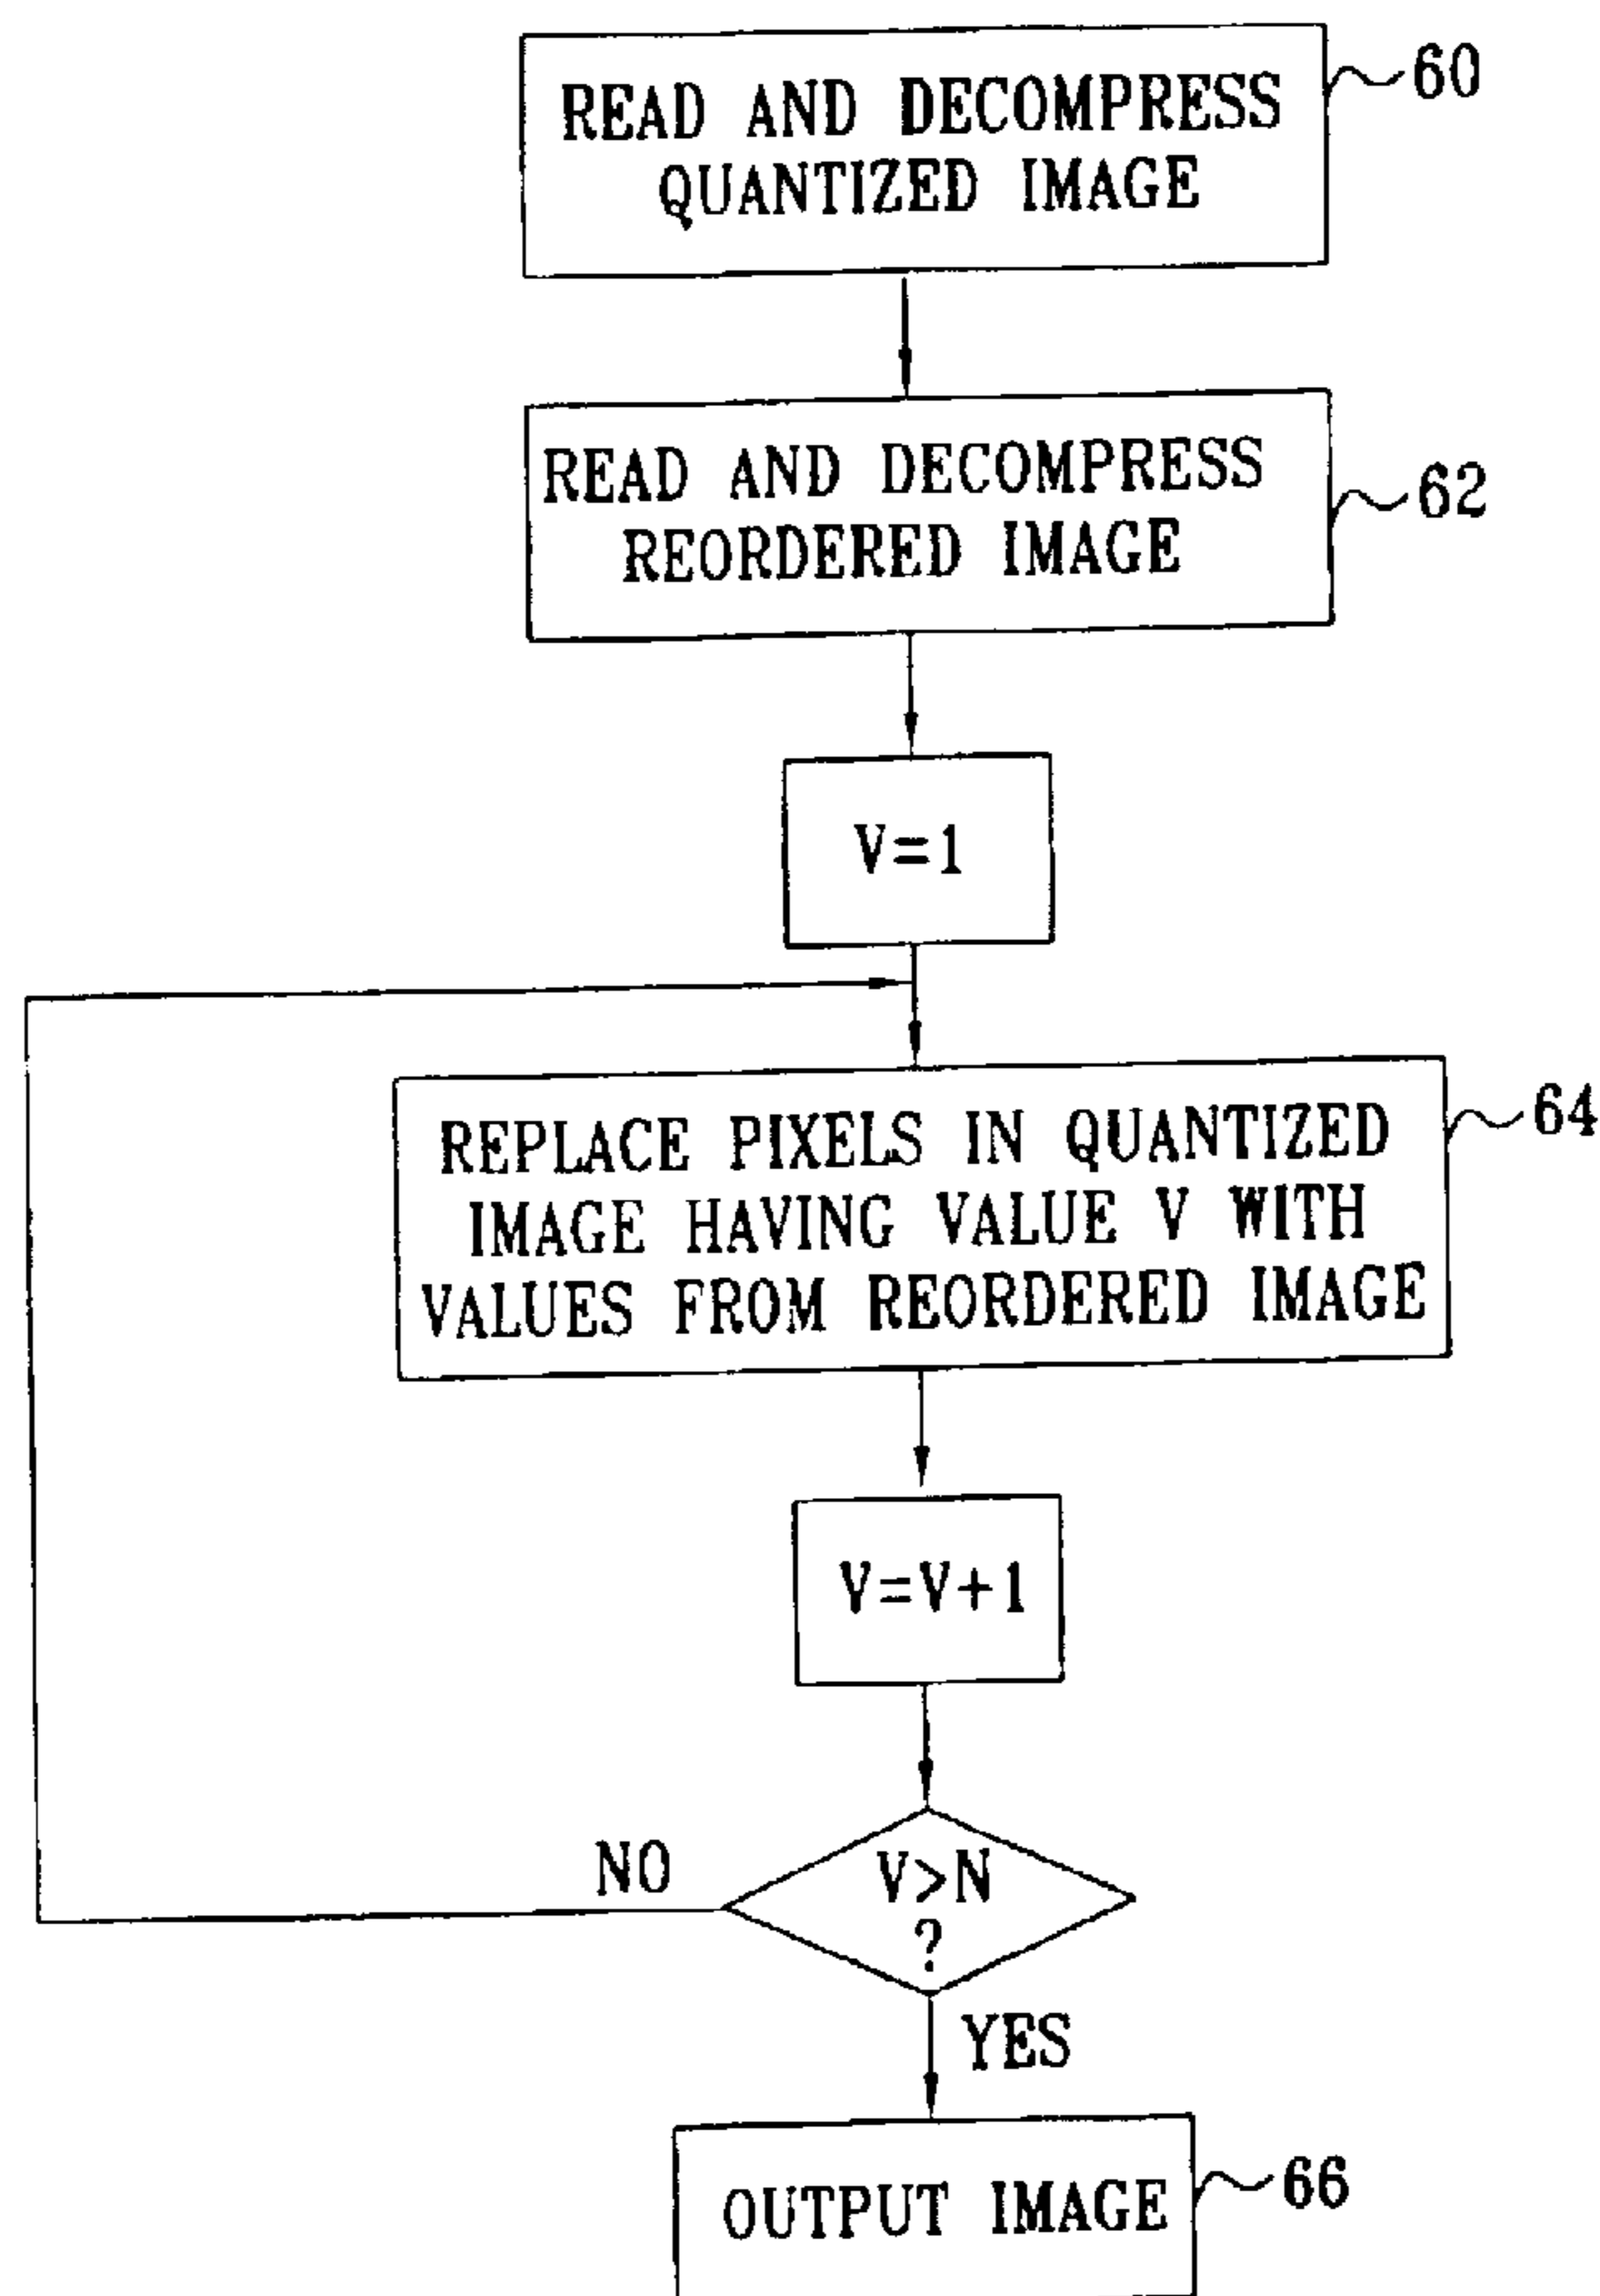 READ AND DECOMPRESS
QUANTIZED IMAGE
60
READ AND DECOMPRESS
REORDERED IMAGE
62
V=1
REPLACE PIXELS IN QUANTIZED
IMAGE HAVING VALUE V WITH
VALUES FROM REORDERED IMAGE
64
V=V+1
NO
V>N
?
YES
OUTPUT IMAGE
66